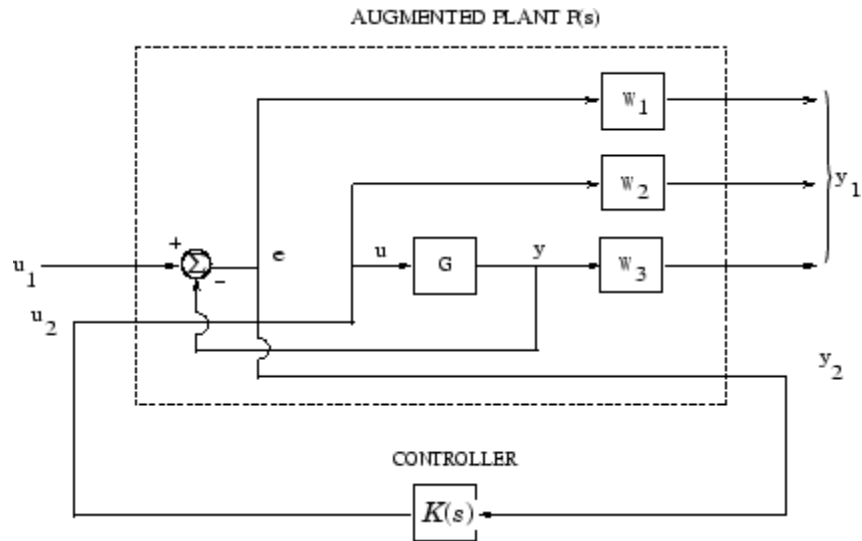 AUGMENTED PLANT P(s)
W1
W2
y1
+
Σ
e
u
G
y
W3
u1
−
u2
y2
CONTROLLER
K(s)